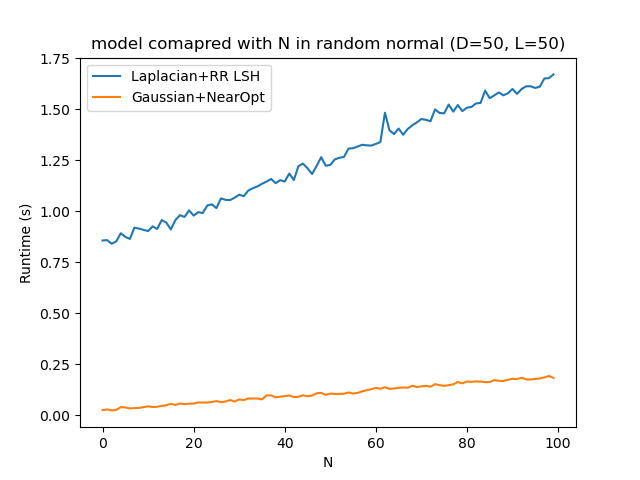 model comapred with N in random normal (D=50, L=50)
Laplacian+RR LSH
Gaussian+NearOpt
1.75
1.50
1.25
1.00
0.75
0.50
0.25
0.00
Runtime (s)
0 20 40 60 80 100
N